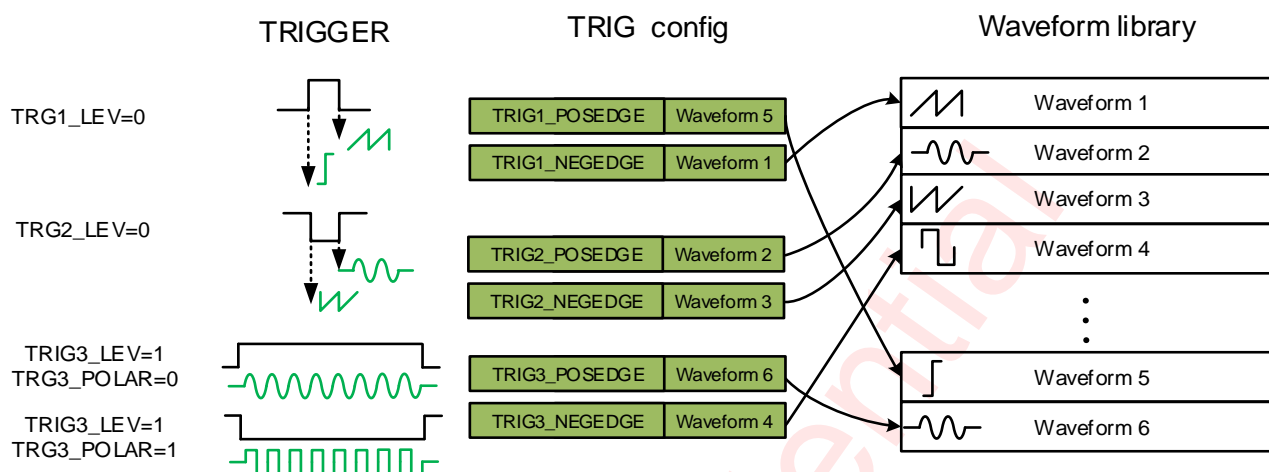 TRIGGER
TRIG config
Waveform library
TRG1_LEV=0
TRIG1_POSEDGE Waveform 5
TRIG1_NEGEDGE Waveform 1
Waveform 1
Waveform 2
Waveform 3
Waveform 4
TRG2_LEV=0
TRIG2_POSEDGE Waveform 2
TRIG2_NEGEDGE Waveform 3
TRIG3_LEV=1
TRG3_POLAR=0
TRIG3_POSEDGE Waveform 6
TRIG3_NEGEDGE Waveform 4
Waveform 5
Waveform 6
TRIG3_LEV=1
TRG3_POLAR=1
ential